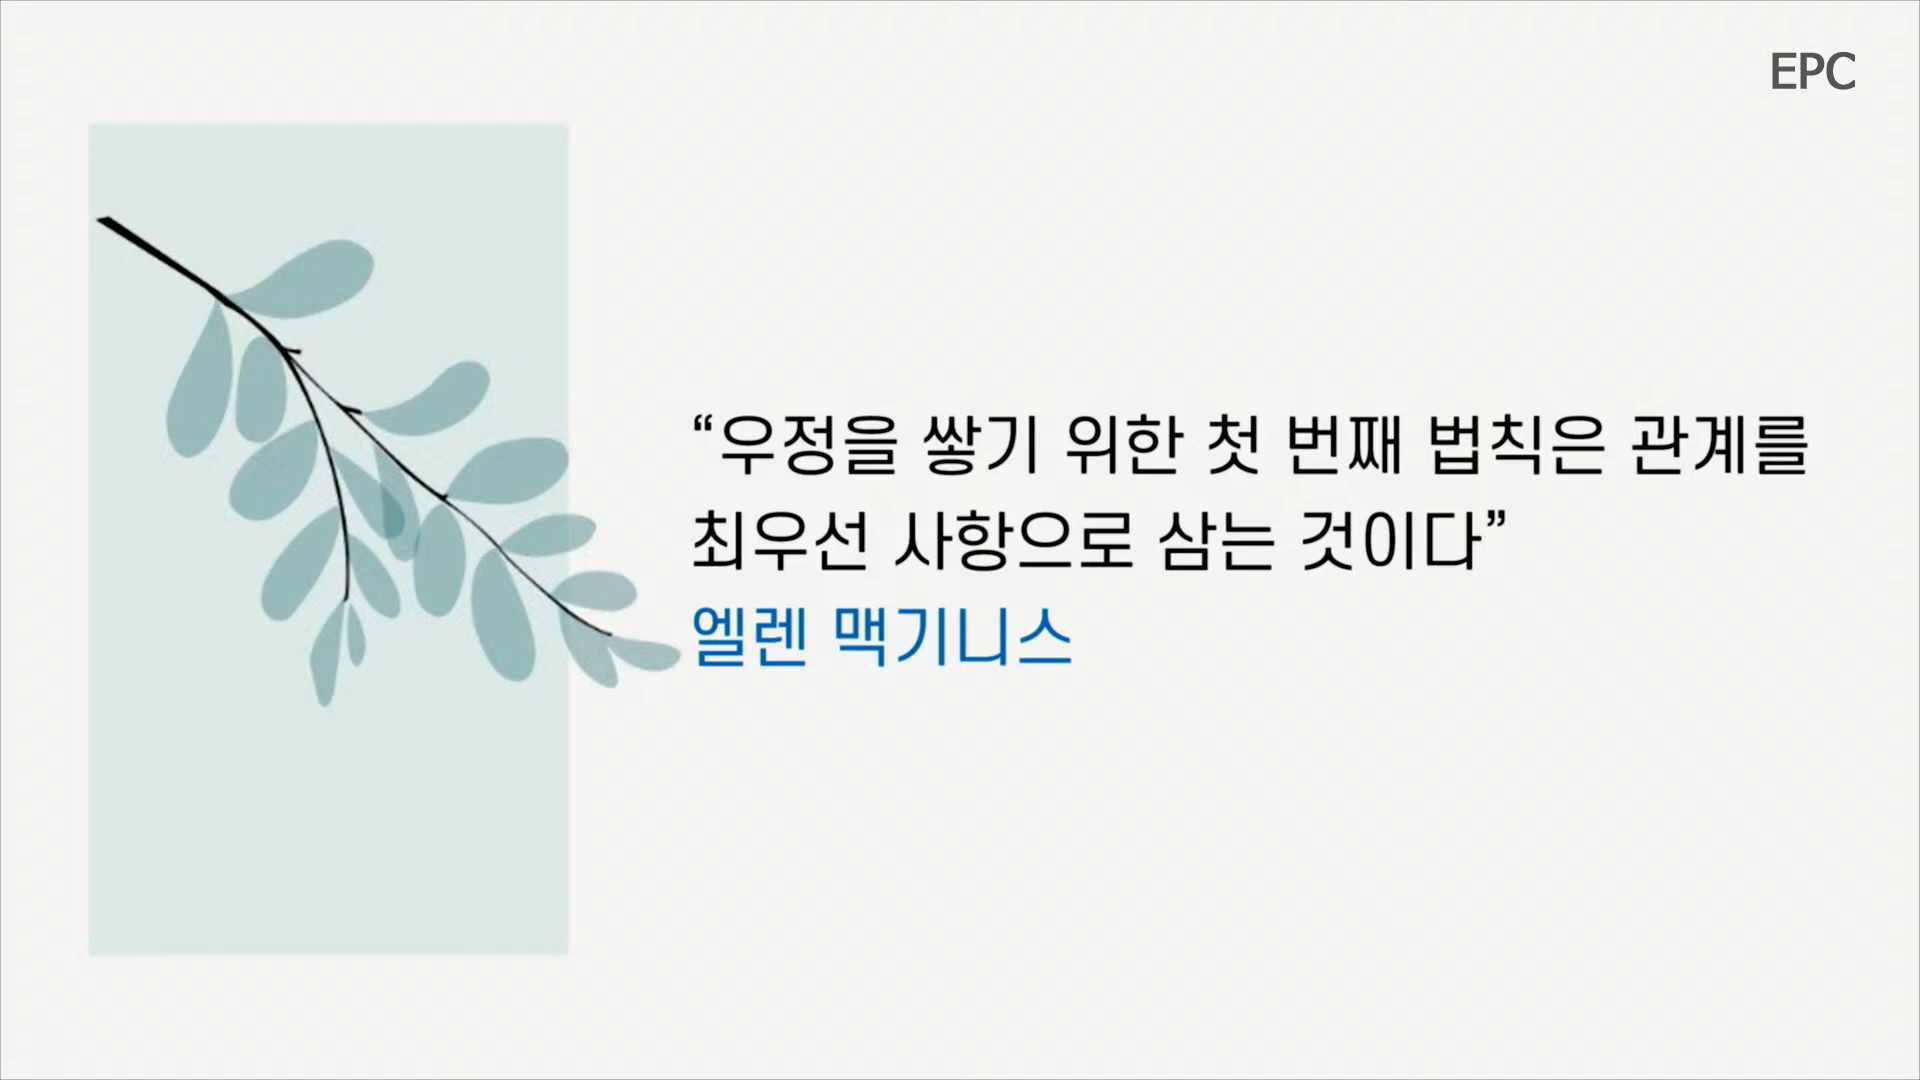 EPC
“우정을 쌓기 위한 첫 번째 법칙은 관계를
최우선 사항으로 삼는 것이다”
엘렌 맥기니스